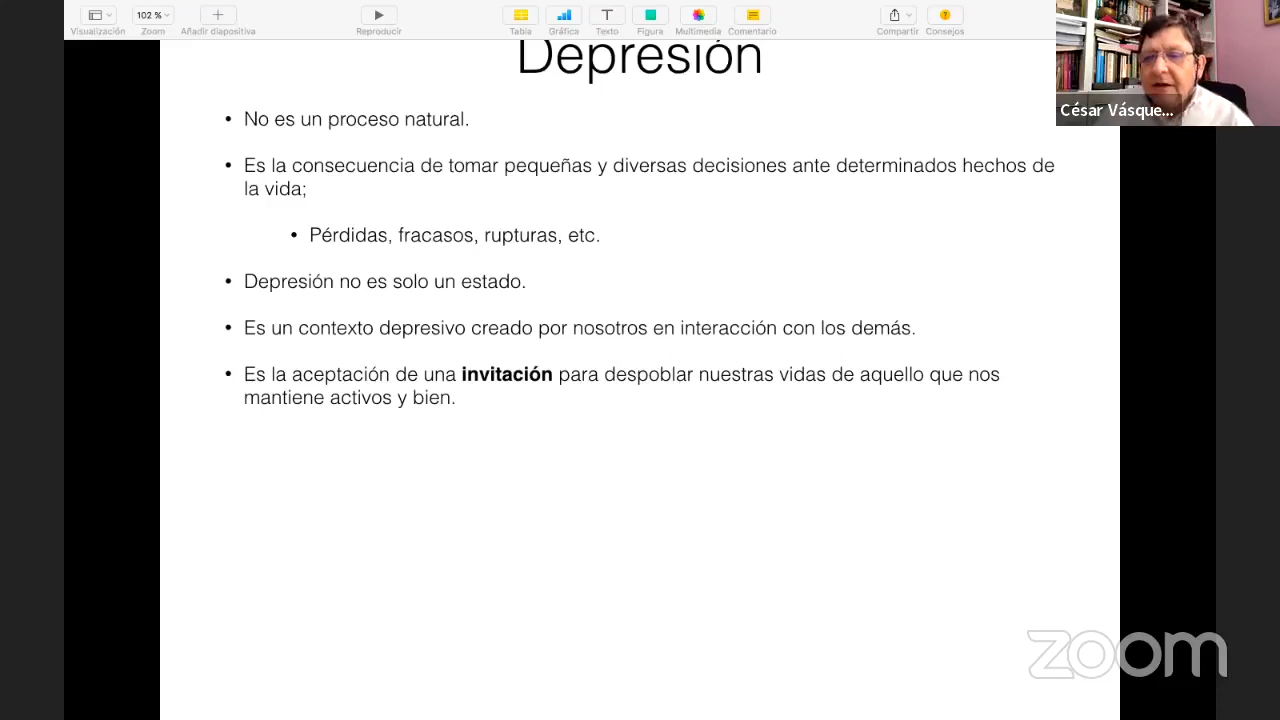 102 %
Visualización
Zoom
Añadir diapositiva
Reproducir
Tabla
Gráfica
Texto
Figura
Multimedia
Comentario
Compartir
Consejos
César Vásque...
Depresión
• No es un proceso natural.
• Es la consecuencia de tomar pequeñas y diversas decisiones ante determinados hechos de
la vida;
• Pérdidas, fracasos, rupturas, etc.
• Depresión no es solo un estado.
• Es un contexto depresivo creado por nosotros en interacción con los demás.
• Es la aceptación de una invitación para despoblar nuestras vidas de aquello que nos
mantiene activos y bien.
zoom